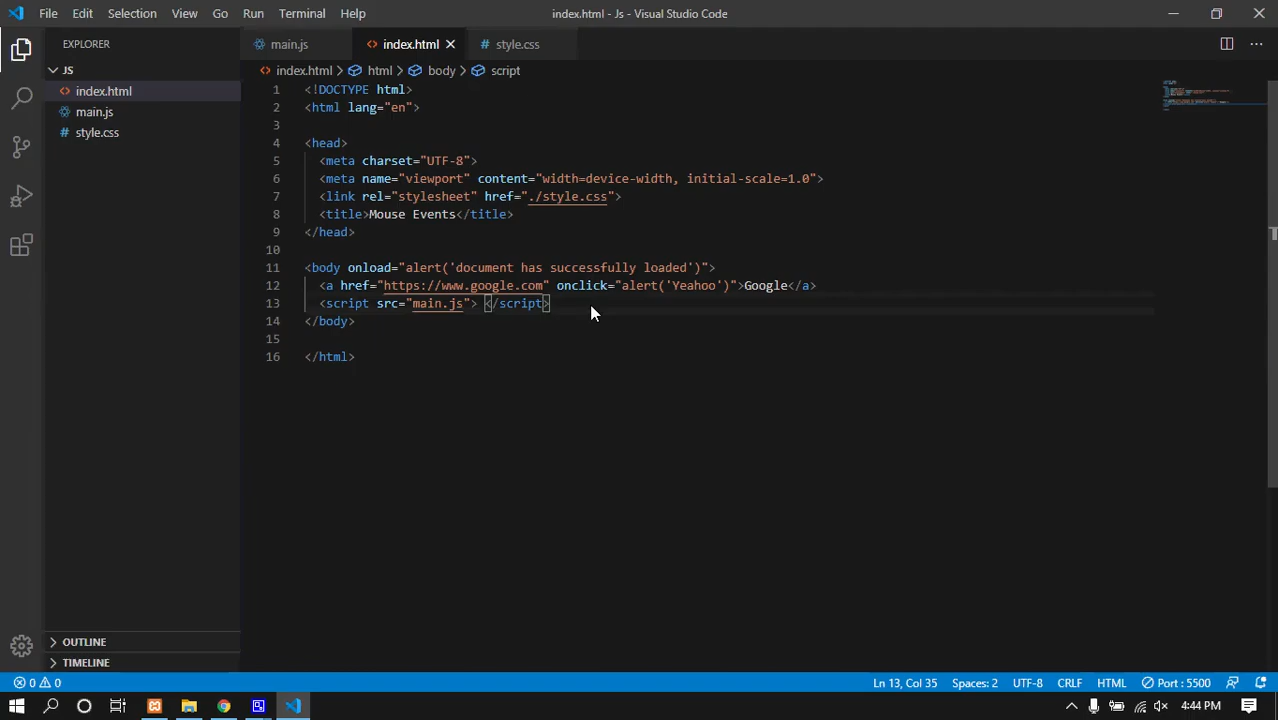 File Edit Selection View Go Run Terminal Help index.html - Js - Visual Studio Code
EXPLORER
JS
index.html
main.js
style.css
OUTLINE
TIMELINE
main.js index.html style.css
index.html > html > body > script
1 <!DOCTYPE html>
2 <html lang="en">
3
4 <head>
5 <meta charset="UTF-8">
6 <meta name="viewport" content="width=device-width, initial-scale=1.0">
7 <link rel="stylesheet" href="./style.css">
8 <title>Mouse Events</title>
9 </head>
10
11 <body onload="alert('document has successfully loaded')">
12 <a href="https://www.google.com" onclick="alert('Yeahoo')">Google</a>
13 <script src="main.js"> </script>
14 </body>
15
16 </html>
0 0 Ln 13, Col 35 Spaces: 2 UTF-8 CRLF HTML Port : 5500
4:44 PM